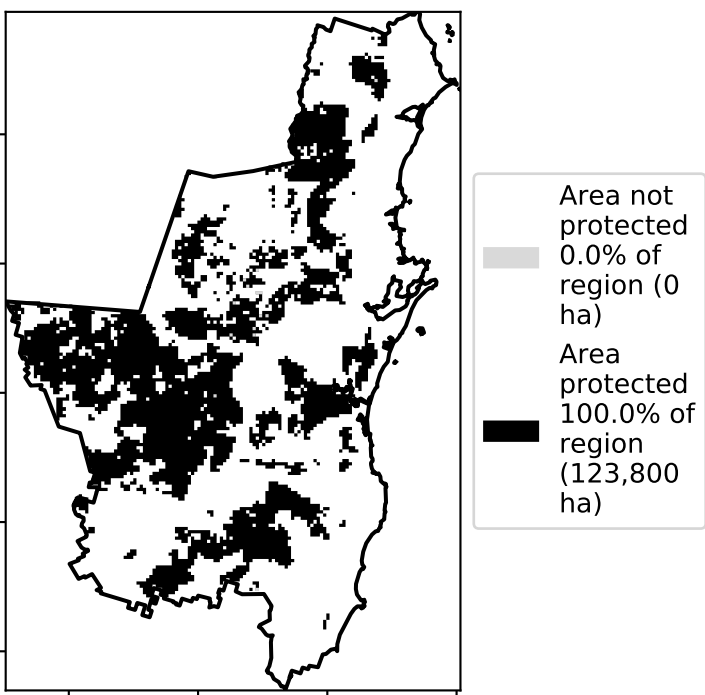 Area not
protected
0.0% of
region (0
ha)
Area
protected
100.0% of
region
(123,800
ha)